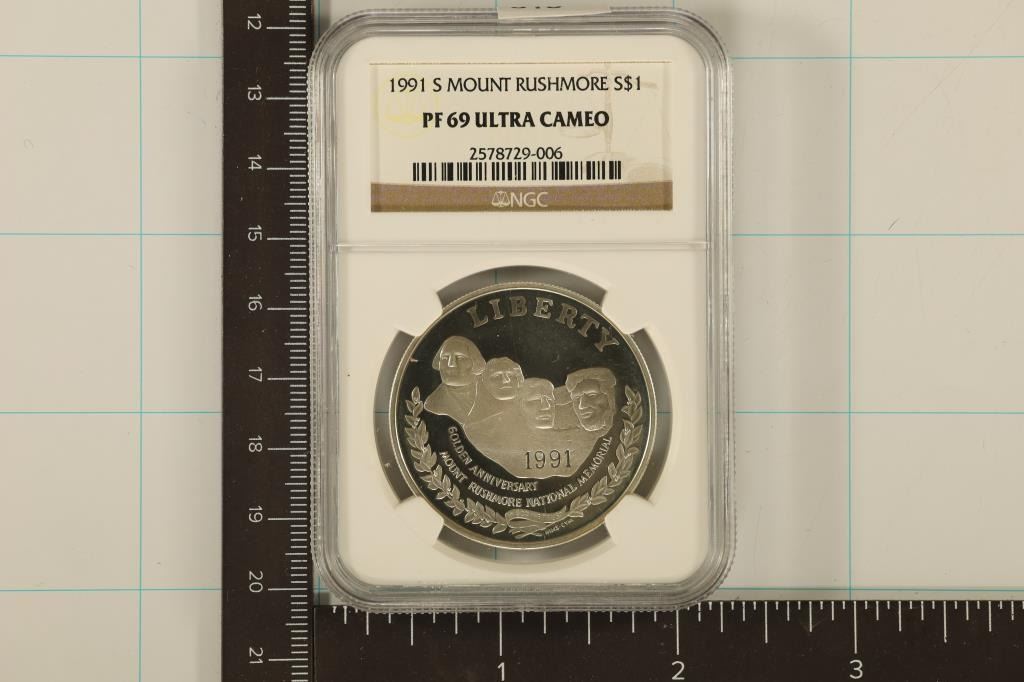 1991 S MOUNT RUSHMORE S$1
PF 69 ULTRA CAMEO
2578729-006
NGC
LIBERTY
1991
GOLDEN ANNIVERSARY
MOUNT RUSHMORE NATIONAL MEMORIAL
12
13
14
15
16
17
18
19
20
21
1
2
3